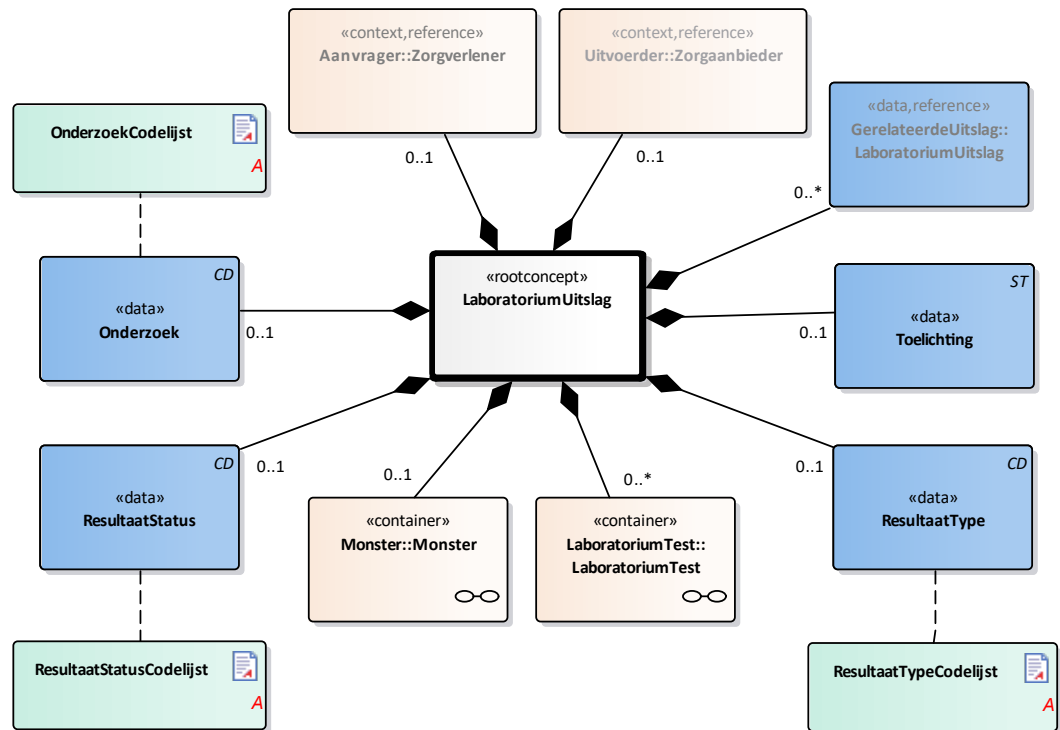 «context,reference»
Aanvrager::Zorgverlener
«context,reference»
Uitvoerder::Zorgaanbieder
«data,reference»
GerelateerdeUitslag::
LaboratoriumUitslag
OnderzoekCodelijst
A
0..1
0..1
0..*
CD
«data»
Onderzoek
0..1
«rootconcept»
LaboratoriumUitslag
ST
«data»
Toelichting
0..1
CD
«data»
ResultaatStatus
0..1
0..1
0..*
0..1
CD
«data»
ResultaatType
«container»
Monster::Monster
«container»
LaboratoriumTest::
LaboratoriumTest
ResultaatStatusCodelijst
A
ResultaatTypeCodelijst
A